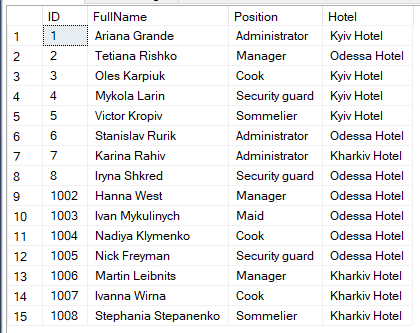 ID FullName Position Hotel
1 1 Ariana Grande Administrator Kyiv Hotel
2 2 Tetiana Rishko Manager Odessa Hotel
3 3 Oles Karpiuk Cook Kyiv Hotel
4 4 Mykola Larin Security guard Kyiv Hotel
5 5 Victor Kropiv Sommelier Kyiv Hotel
6 6 Stanislav Rurik Administrator Odessa Hotel
7 7 Karina Rahiv Administrator Kharkiv Hotel
8 8 Iryna Shkred Security guard Odessa Hotel
9 1002 Hanna West Manager Odessa Hotel
10 1003 Ivan Mykulinych Maid Odessa Hotel
11 1004 Nadiya Klymenko Cook Odessa Hotel
12 1005 Nick Freyman Security guard Odessa Hotel
13 1006 Martin Leibnits Manager Kharkiv Hotel
14 1007 Ivanna Wirna Cook Kharkiv Hotel
15 1008 Stephania Stepanenko Sommelier Kharkiv Hotel